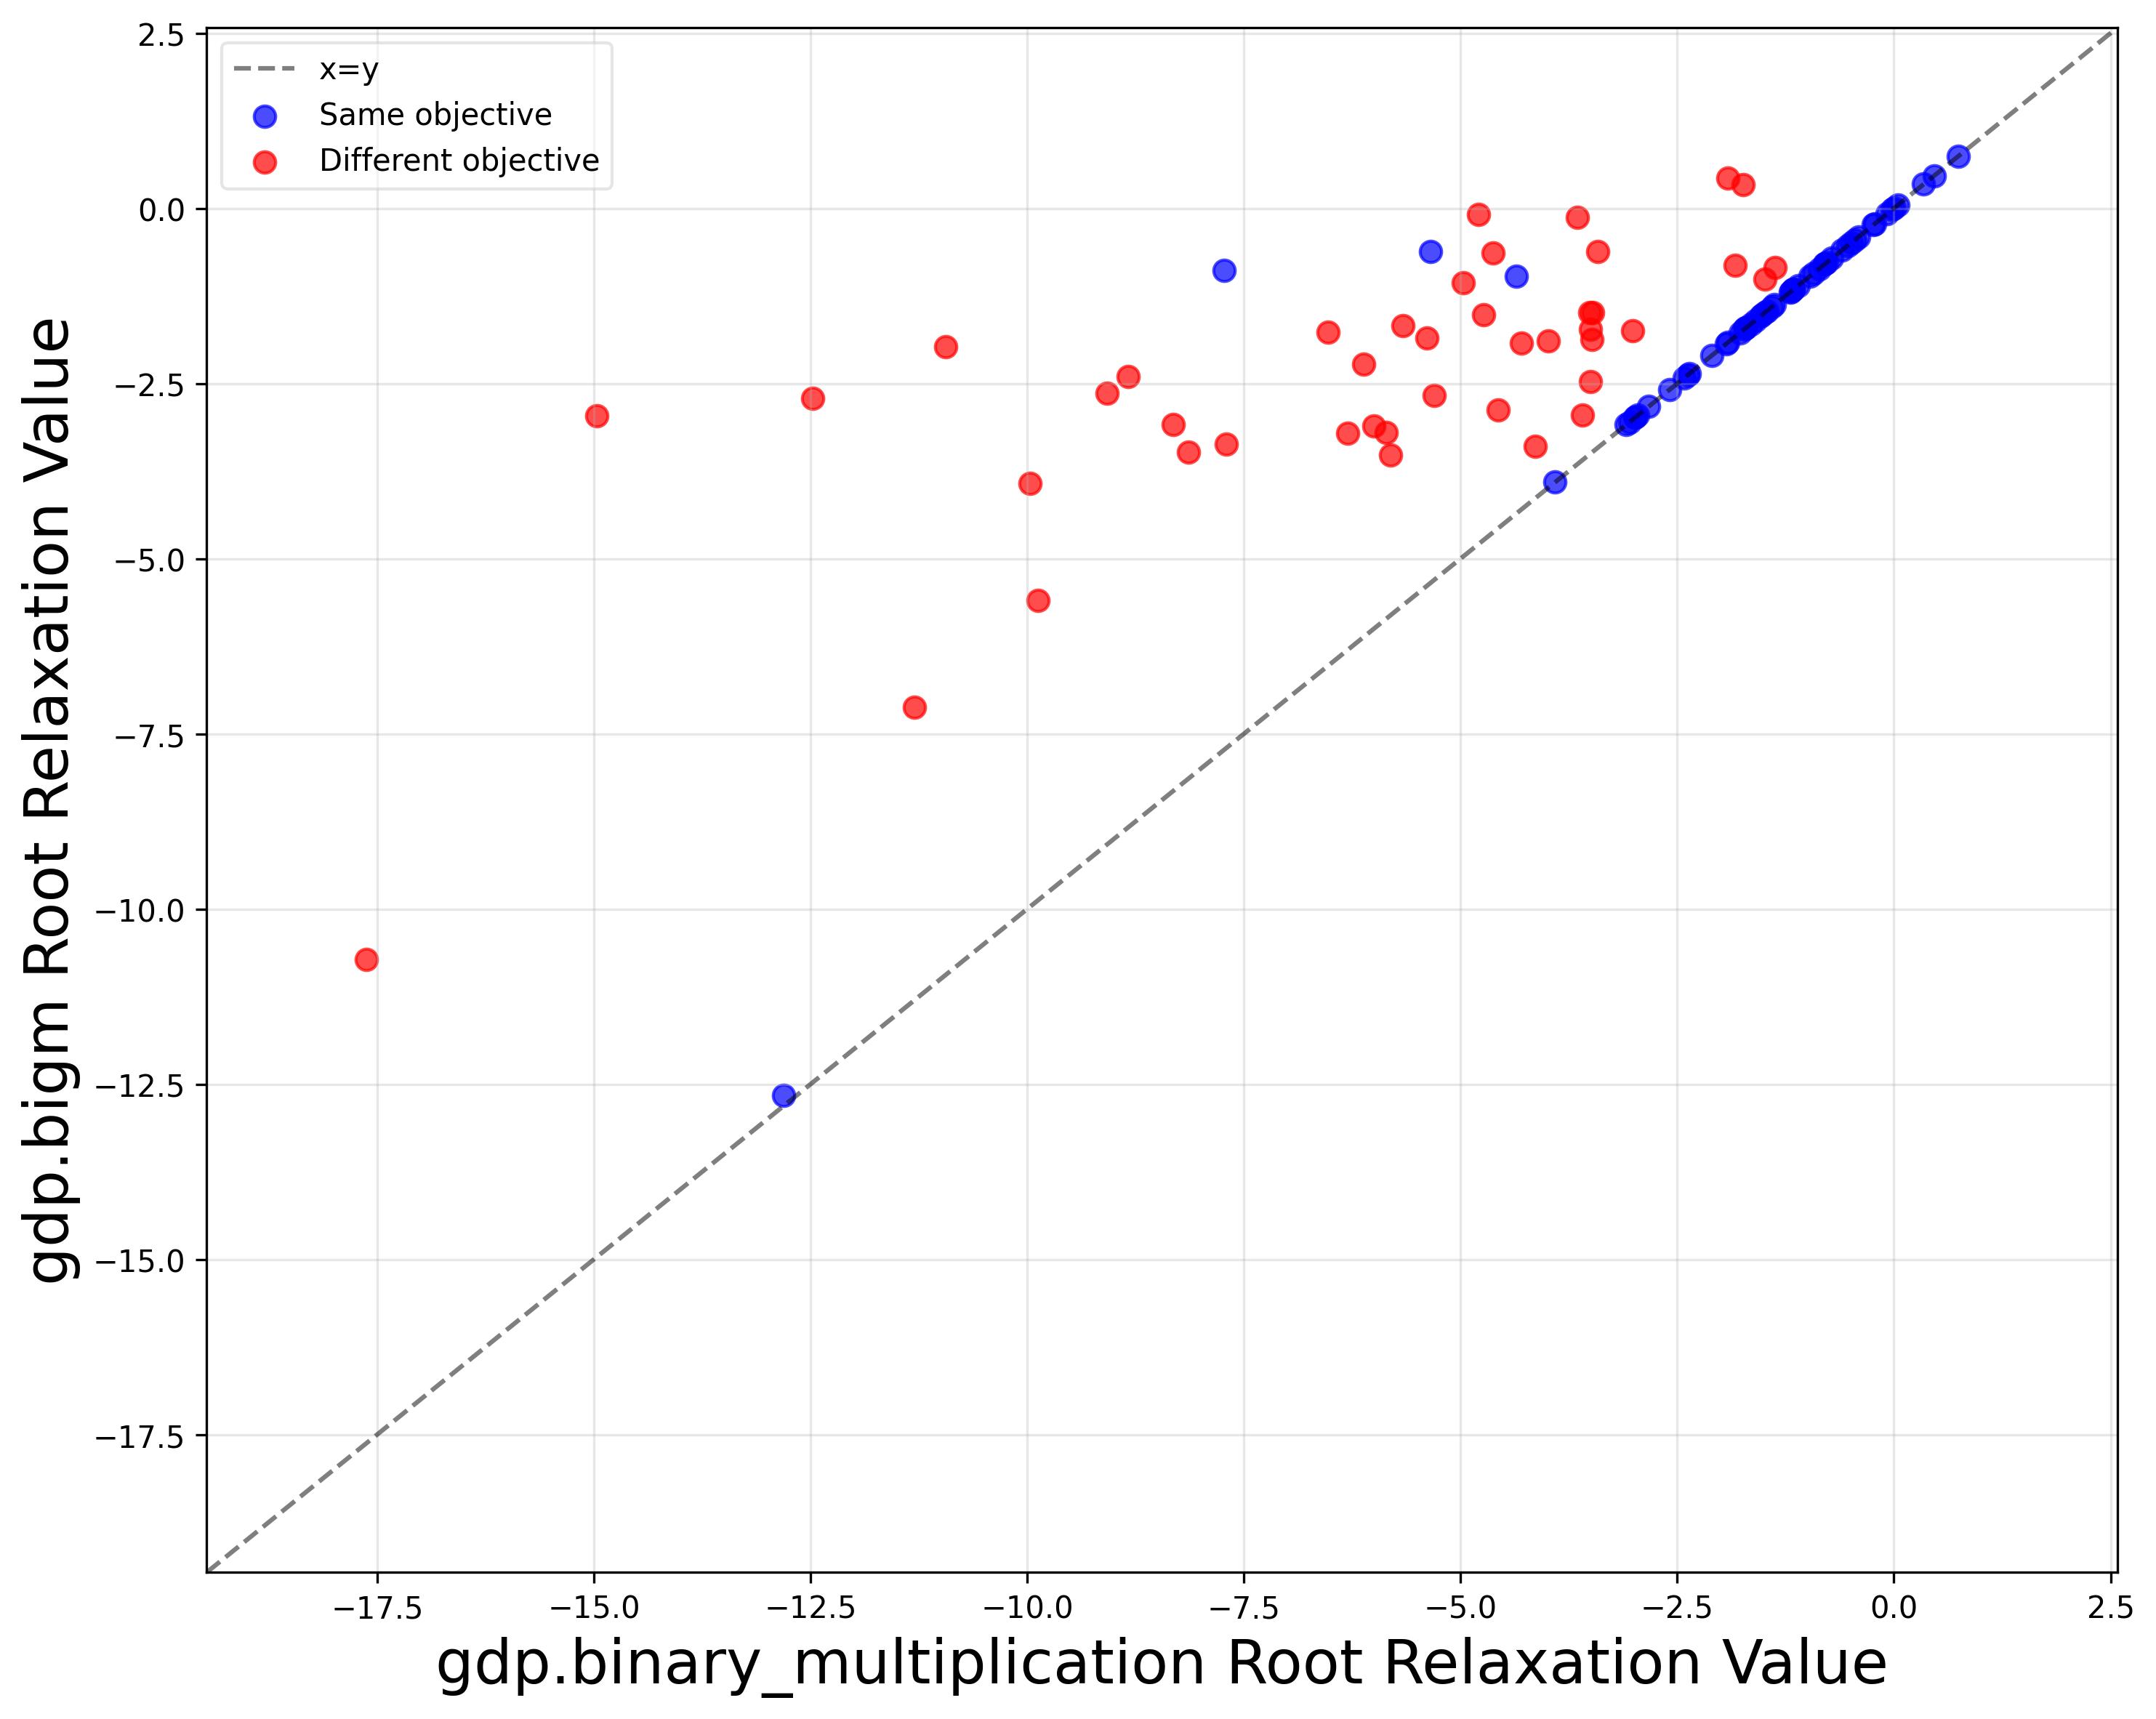 x=y
Same objective
Different objective
gdp.bigm Root Relaxation Value
2.5
0.0
−2.5
−5.0
−7.5
−10.0
−12.5
−15.0
−17.5
−17.5 −15.0 −12.5 −10.0 −7.5 −5.0 −2.5 0.0 2.5
gdp.binary_multiplication Root Relaxation Value